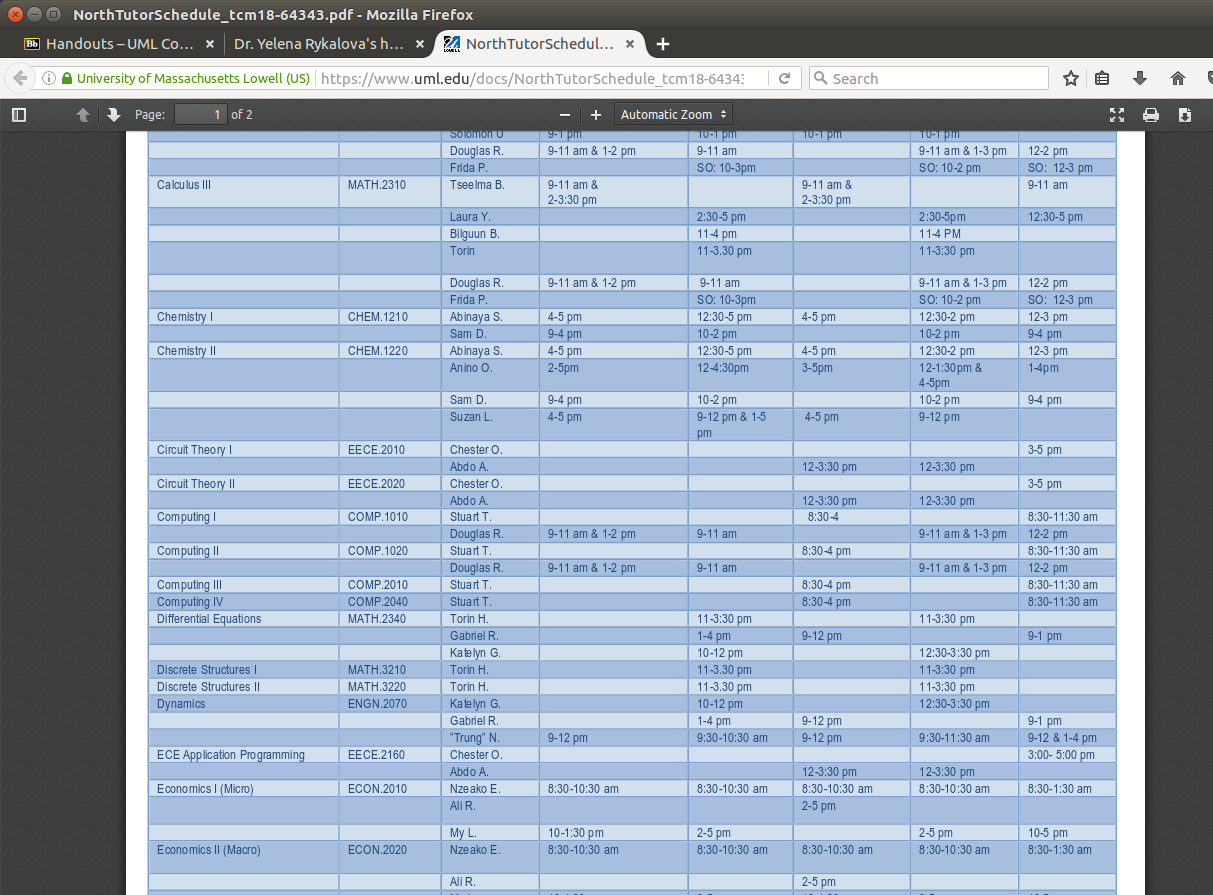 NorthTutorSchedule_tcm18-64343.pdf - Mozilla Firefox
Bb Handouts – UML Co... × Dr. Yelena Rykalova's h... × NorthTutorSchedul... ×
University of Massachusetts Lowell (US) https://www.uml.edu/docs/NorthTutorSchedule_tcm18-6434 Search
Page: 1 of 2 Automatic Zoom
Solomon U 9-1 pm 10-1 pm 10-1 pm 10-1 pm
Douglas R. 9-11 am & 1-2 pm 9-11 am 9-11 am & 1-3 pm 12-2 pm
Frida P. SO: 10-3pm SO: 10-2 pm SO: 12-3 pm
Calculus III MATH.2310 Tseelma B. 9-11 am & 9-11 am & 9-11 am
2-3:30 pm 2-3:30 pm
Laura Y. 2:30-5 pm 2:30-5pm 12:30-5 pm
Bilguun B. 11-4 pm 11-4 PM
Torin 11-3.30 pm 11-3:30 pm
Douglas R. 9-11 am & 1-2 pm 9-11 am 9-11 am & 1-3 pm 12-2 pm
Frida P. SO: 10-3pm SO: 10-2 pm SO: 12-3 pm
Chemistry I CHEM.1210 Abinaya S. 4-5 pm 12:30-5 pm 4-5 pm 12:30-2 pm 12-3 pm
Sam D. 9-4 pm 10-2 pm 10-2 pm 9-4 pm
Chemistry II CHEM.1220 Abinaya S. 4-5 pm 12:30-5 pm 4-5 pm 12:30-2 pm 12-3 pm
Anino O. 2-5pm 12-4:30pm 3-5pm 12-1:30pm & 1-4pm
4-5pm
Sam D. 9-4 pm 10-2 pm 10-2 pm 9-4 pm
Suzan L. 4-5 pm 9-12 pm & 1-5 4-5 pm 9-12 pm
pm
Circuit Theory I EECE.2010 Chester O. 3-5 pm
Abdo A. 12-3:30 pm 12-3:30 pm
Circuit Theory II EECE.2020 Chester O. 3-5 pm
Abdo A. 12-3:30 pm 12-3:30 pm
Computing I COMP.1010 Stuart T. 8:30-4 8:30-11:30 am
Douglas R. 9-11 am & 1-2 pm 9-11 am 9-11 am & 1-3 pm 12-2 pm
Computing II COMP.1020 Stuart T. 8:30-4 pm 8:30-11:30 am
Douglas R. 9-11 am & 1-2 pm 9-11 am 9-11 am & 1-3 pm 12-2 pm
Computing III COMP.2010 Stuart T. 8:30-4 pm 8:30-11:30 am
Computing IV COMP.2040 Stuart T. 8:30-4 pm 8:30-11:30 am
Differential Equations MATH.2340 Torin H. 11-3:30 pm 11-3:30 pm
Gabriel R. 1-4 pm 9-12 pm 9-1 pm
Katelyn G. 10-12 pm 12:30-3:30 pm
Discrete Structures I MATH.3210 Torin H. 11-3.30 pm 11-3:30 pm
Discrete Structures II MATH.3220 Torin H. 11-3.30 pm 11-3:30 pm
Dynamics ENGN.2070 Katelyn G. 10-12 pm 12:30-3:30 pm
Gabriel R. 1-4 pm 9-12 pm 9-1 pm
“Trung” N. 9-12 pm 9:30-10:30 am 9-12 pm 9:30-11:30 am 9-12 & 1-4 pm
ECE Application Programming EECE.2160 Chester O. 3:00- 5:00 pm
Abdo A. 12-3:30 pm 12-3:30 pm
Economics I (Micro) ECON.2010 Nzeako E. 8:30-10:30 am 8:30-10:30 am 8:30-10:30 am 8:30-10:30 am 8:30-1:30 am
Ali R. 2-5 pm
My L. 10-1:30 pm 2-5 pm 2-5 pm 10-5 pm
Economics II (Macro) ECON.2020 Nzeako E. 8:30-10:30 am 8:30-10:30 am 8:30-10:30 am 8:30-10:30 am 8:30-1:30 am
Ali R. 2-5 pm